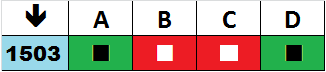 🡻 A B C D
1503 ■ □ □ ■